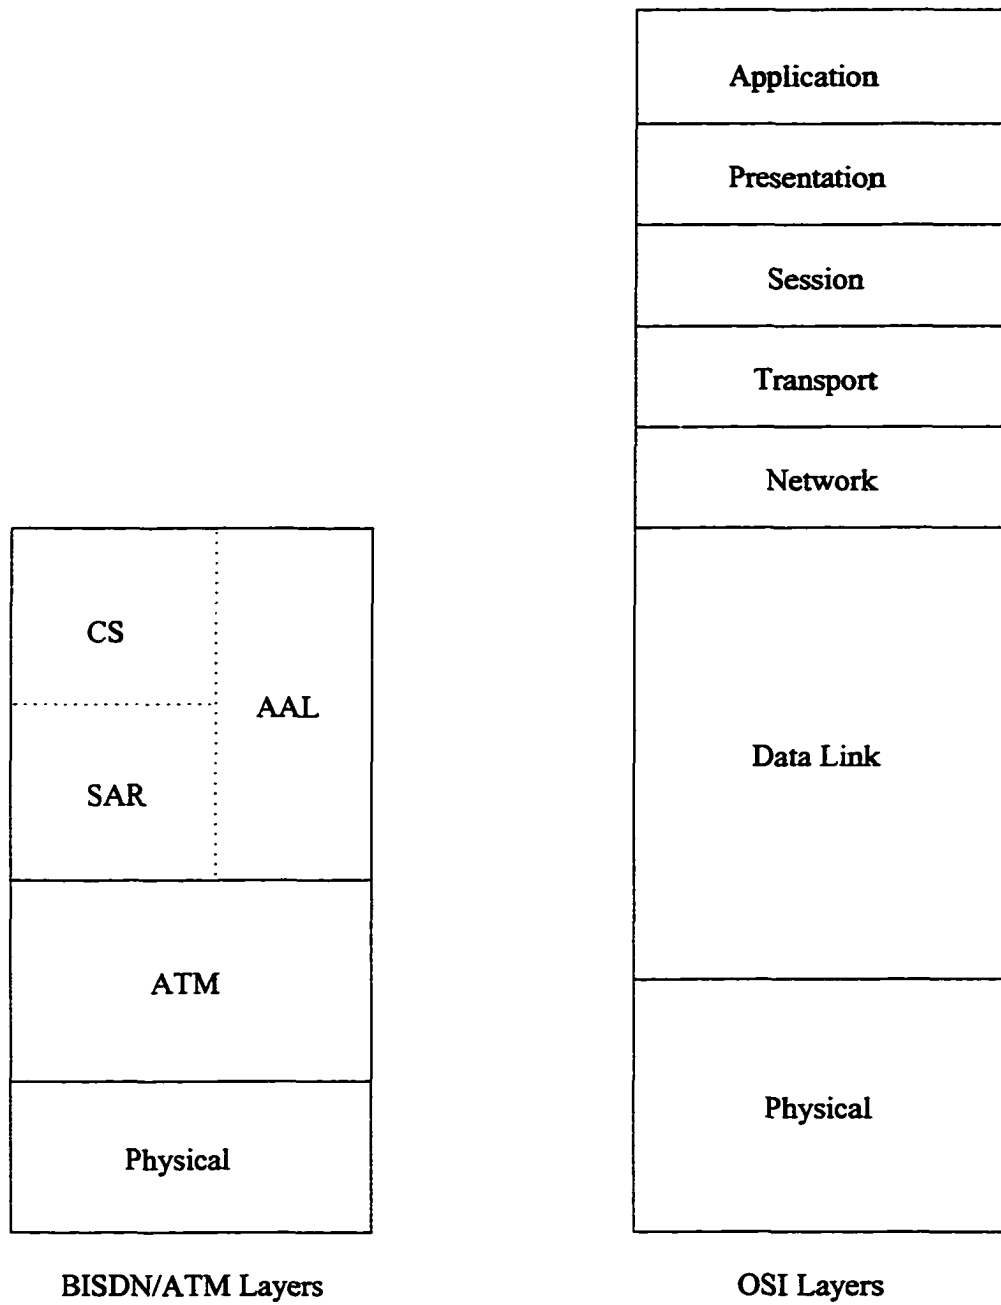 CS
SAR
AAL
ATM
Physical
BISDN/ATM Layers
Application
Presentation
Session
Transport
Network
Data Link
Physical
OSI Layers